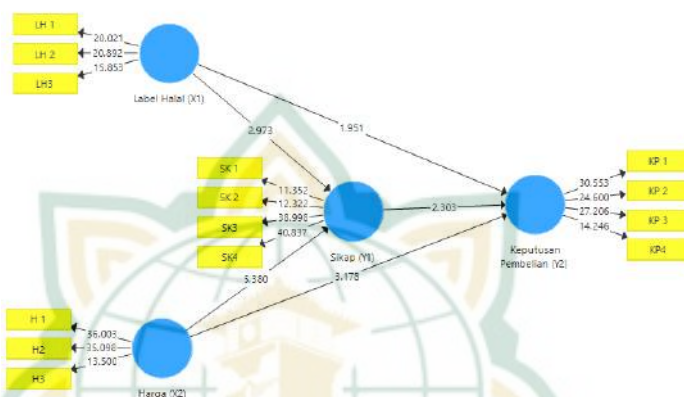 LH 1
28.021
LH 2
20.892
15.853
LH3
Label Halal (X1)
2.973
1.951
SK 1
11.352
SK 2
12.322
SK3
38.996
SK4
40.837
Sikap (Y1)
2.303
KP 1
30.553
KP 2
24.600
KP 3
27.206
14.246
KP4
Keputusan
Pembelian (Y2)
5.380
3.178
H 1
36.003
H2
35.098
13.500
H3
Harga (X2)